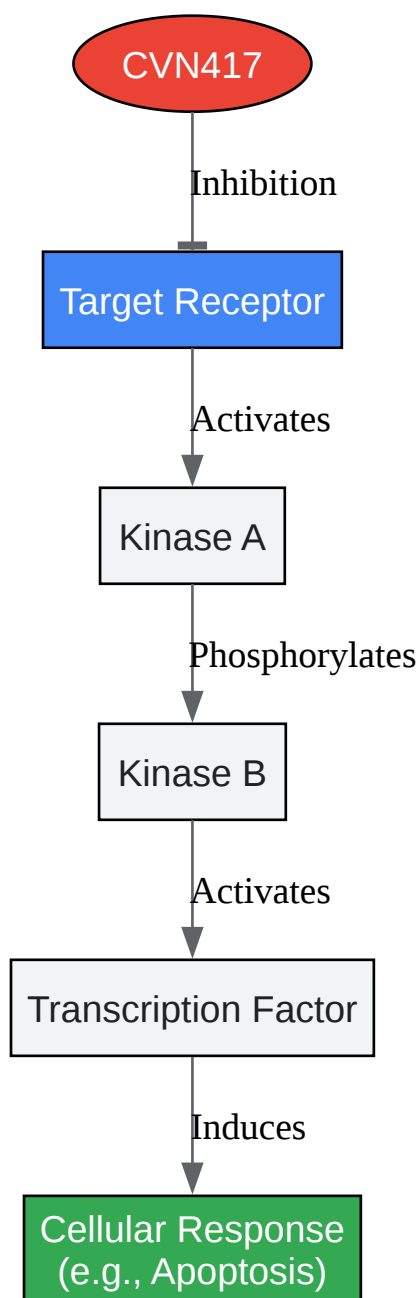 CVN417
Inhibition
Target Receptor
Activates
Kinase A
Phosphorylates
Kinase B
Activates
Transcription Factor
Induces
Cellular Response
(e.g., Apoptosis)